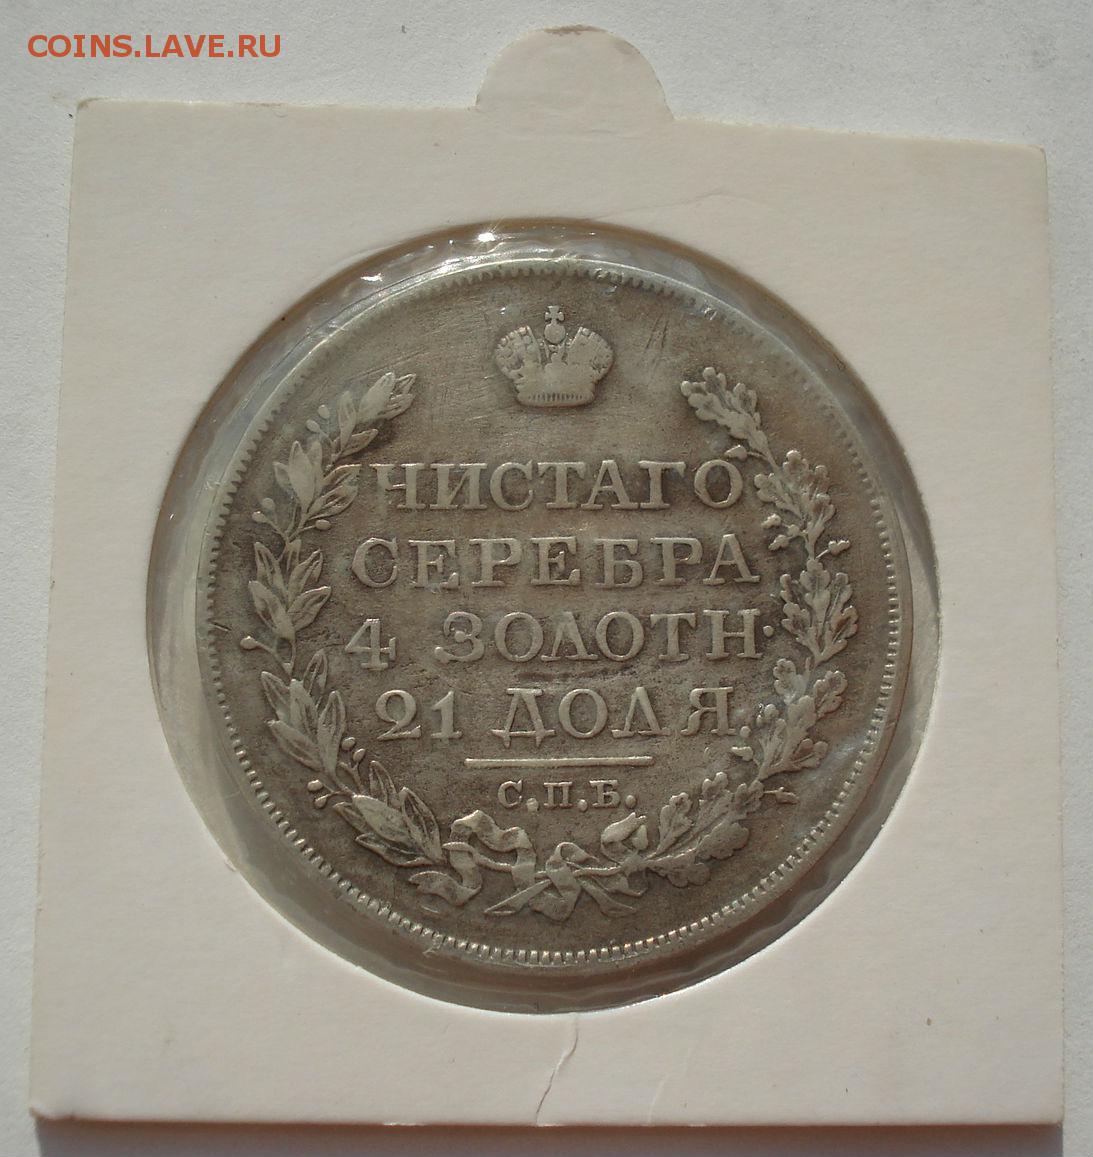 COINS.LAVE.RU
ЧИСТАГО
СЕРЕБРА
4 ЗОЛОТН.
21 ДОЛЯ
С.П.Б.